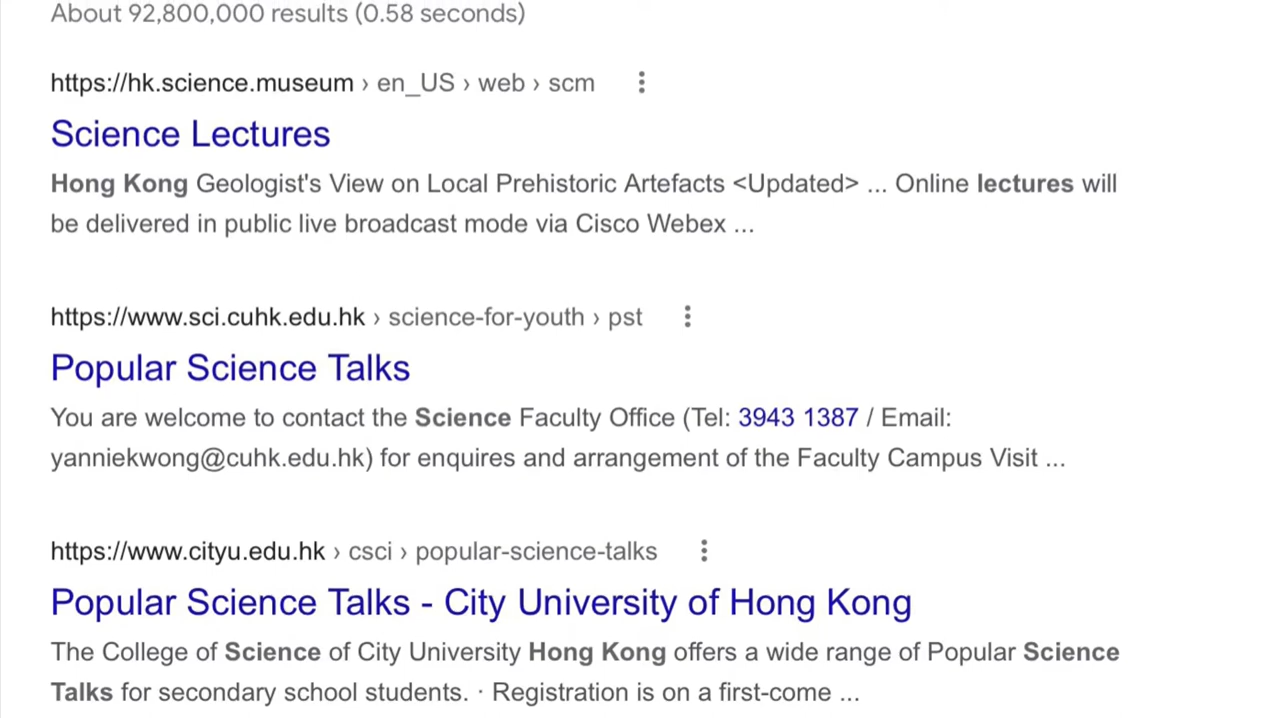 About 92,800,000 results (0.58 seconds)
https://hk.science.museum › en_US › web › scm
Science Lectures
Hong Kong Geologist's View on Local Prehistoric Artefacts <Updated> ... Online lectures will
be delivered in public live broadcast mode via Cisco Webex ...
https://www.sci.cuhk.edu.hk › science-for-youth › pst
Popular Science Talks
You are welcome to contact the Science Faculty Office (Tel: 3943 1387 / Email:
yanniekwong@cuhk.edu.hk) for enquires and arrangement of the Faculty Campus Visit ...
https://www.cityu.edu.hk › csci › popular-science-talks
Popular Science Talks - City University of Hong Kong
The College of Science of City University Hong Kong offers a wide range of Popular Science
Talks for secondary school students. · Registration is on a first-come ...